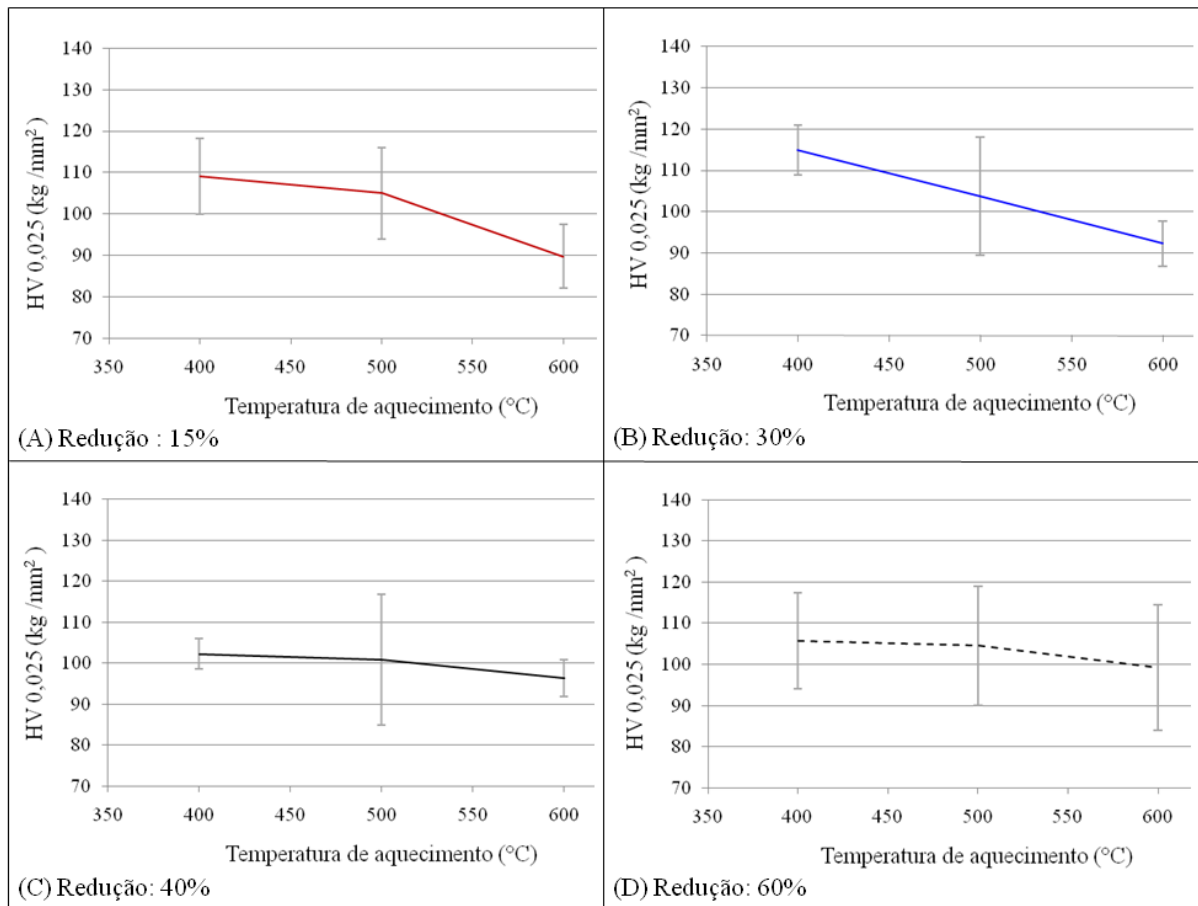 140
130
120
110
100
90
80
70
HV 0,025 (kg /mm²)
350 400 450 500 550 600
Temperatura de aquecimento (°C)
(A) Redução : 15%
140
130
120
110
100
90
80
70
HV 0,025 (kg /mm²)
350 400 450 500 550 600
Temperatura de aquecimento (°C)
(B) Redução: 30%
140
130
120
110
100
90
80
70
HV 0,025 (kg /mm²)
350 400 450 500 550 600
Temperatura de aquecimento (°C)
(C) Redução: 40%
140
130
120
110
100
90
80
70
HV 0,025 (kg /mm²)
350 400 450 500 550 600
Temperatura de aquecimento (°C)
(D) Redução: 60%